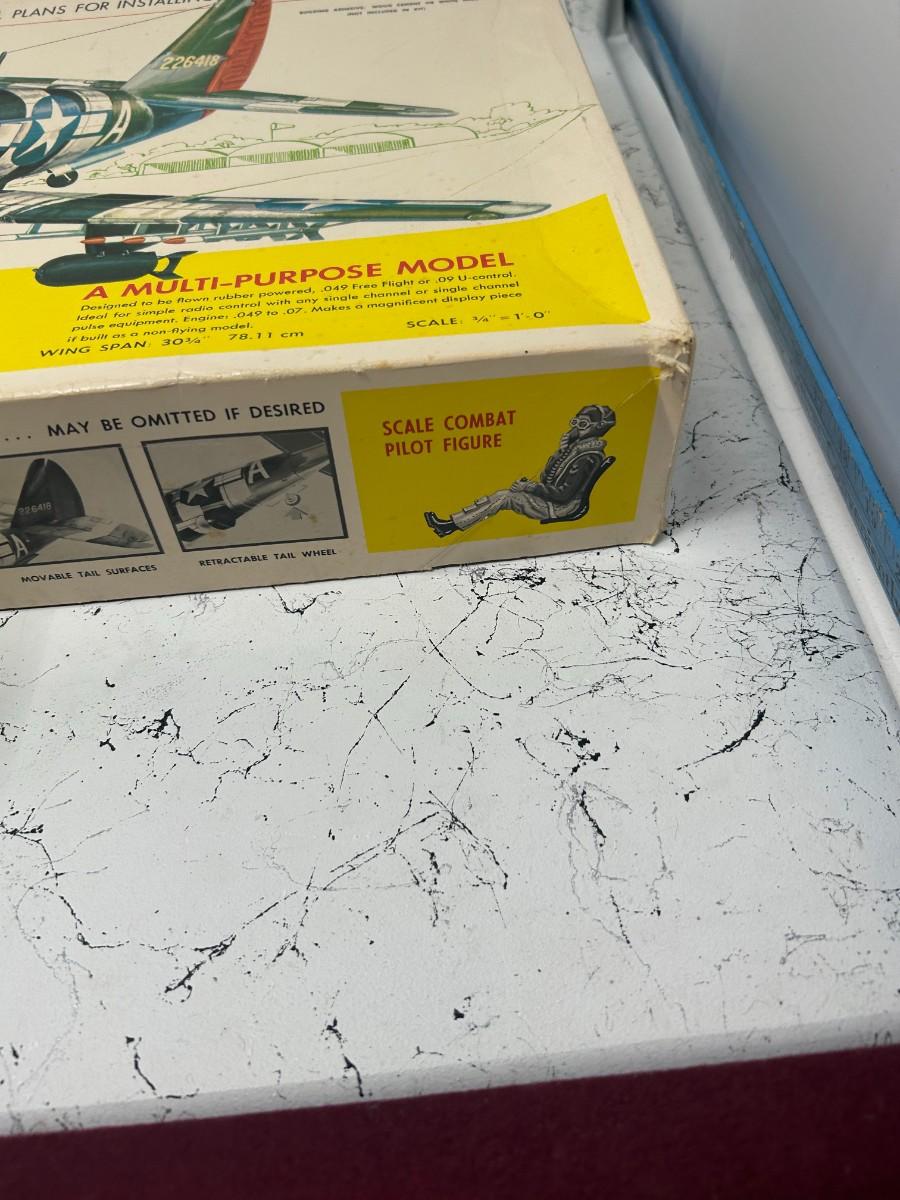 PLANS FOR INSTALLING
226418
A
A MULTI-PURPOSE MODEL
Designed to be flown rubber powered, .049 Free Flight or .09 U-control.
Ideal for simple radio control with any single channel or single channel
pulse equipment. Engine: .049 to .07. Makes a magnificent display piece
if built as a non-flying model.
WING SPAN: 30¾" 78.11 cm
SCALE: ¾" = 1'-0"
.... MAY BE OMITTED IF DESIRED
SCALE COMBAT
PILOT FIGURE
226418
A
A
MOVABLE TAIL SURFACES
RETRACTABLE TAIL WHEEL